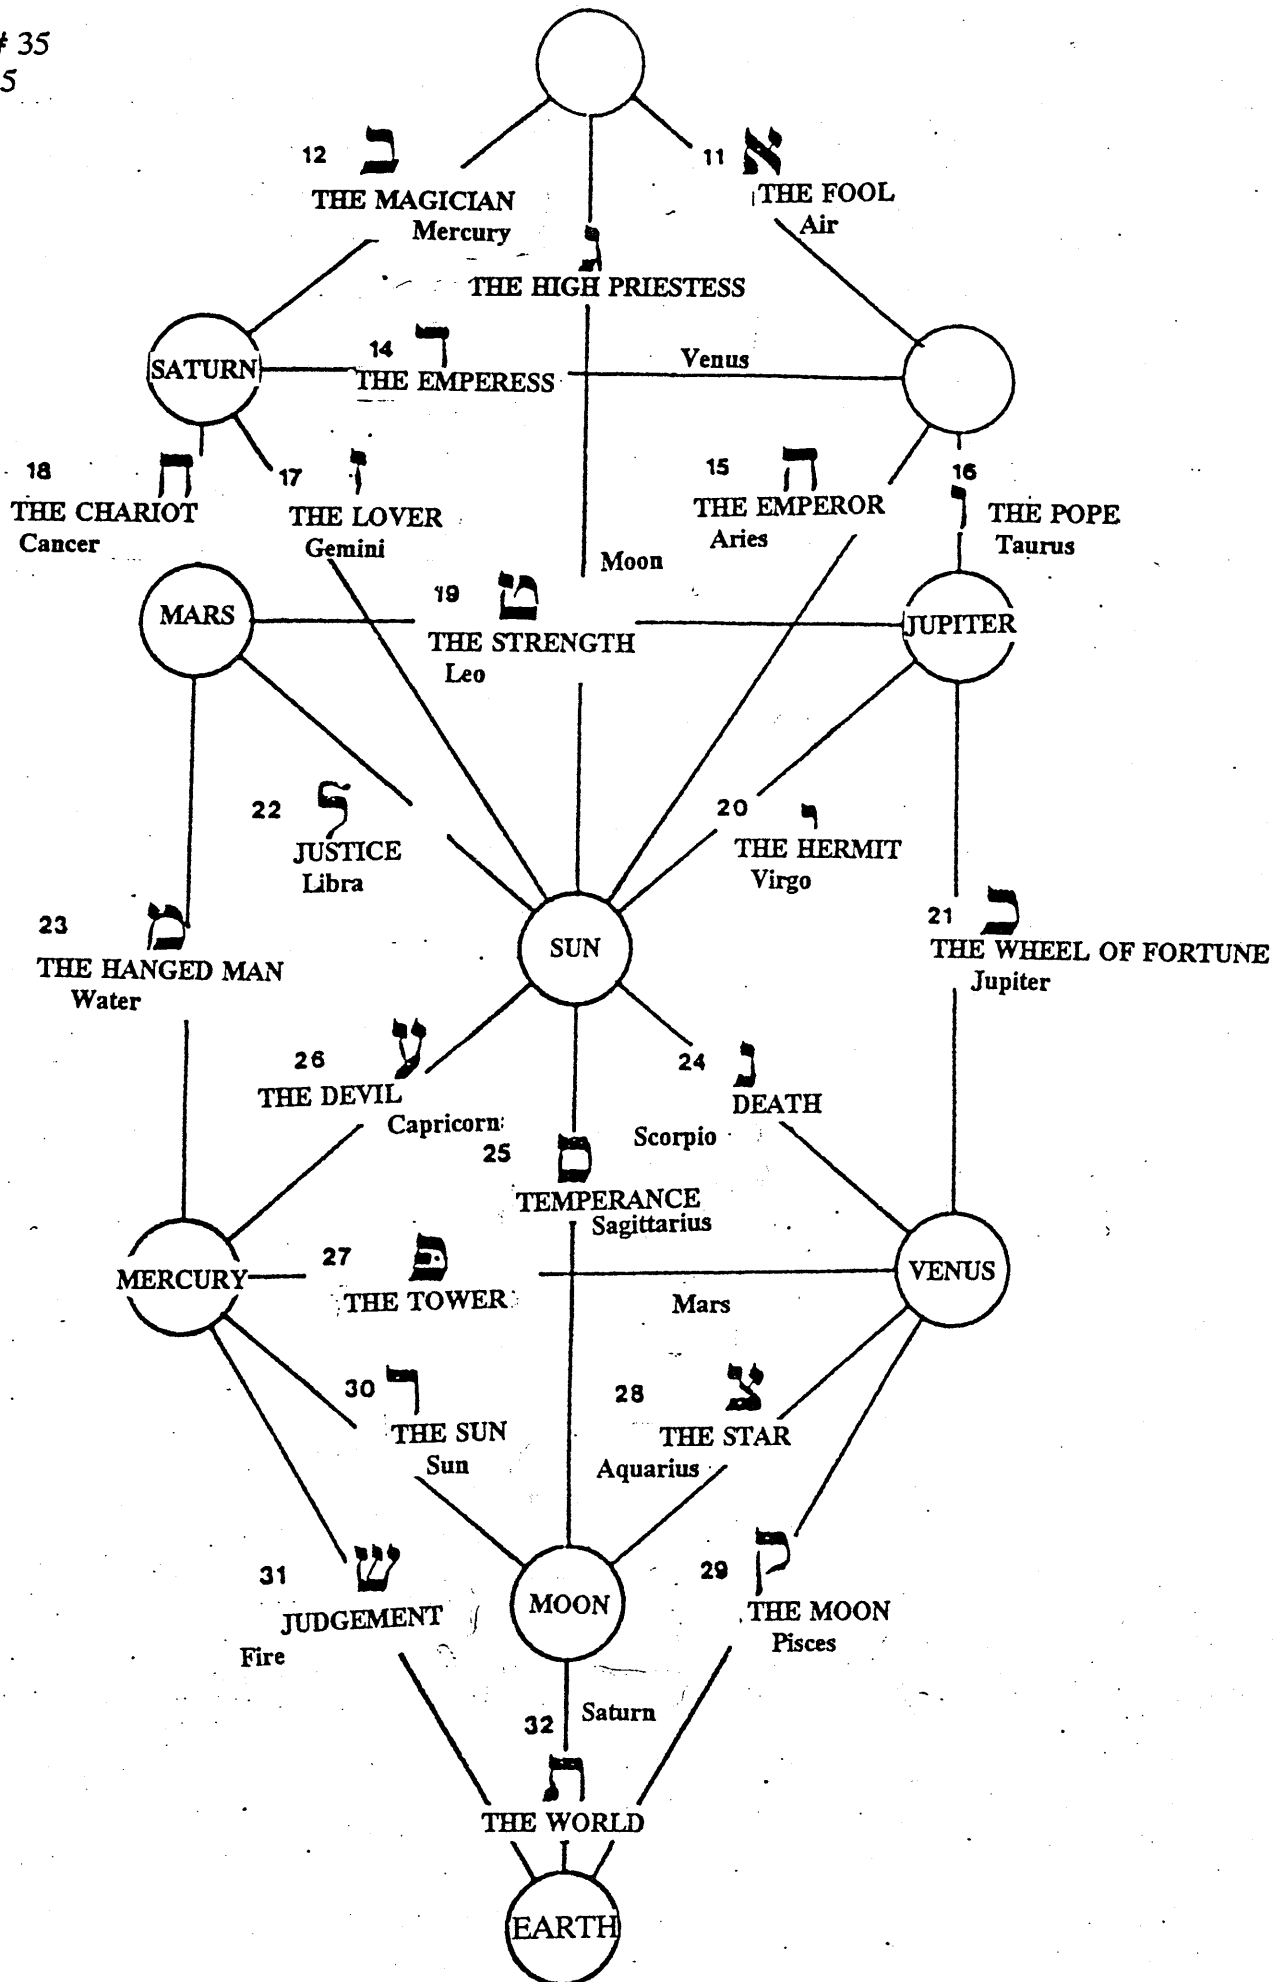 # 35
5
12 ב
11 א
THE MAGICIAN
THE FOOL
Mercury
Air
ג
THE HIGH PRIESTESS
14 ד
Venus
SATURN
THE EMPERESS
18 ח
17 ז
15 ה
16
ו
THE CHARIOT
THE LOVER
THE EMPEROR
THE POPE
Cancer
Gemini
Aries
Taurus
Moon
19 ט
MARS
JUPITER
THE STRENGTH
Leo
22 ל
20 י
JUSTICE
THE HERMIT
Libra
Virgo
23 מ
21 כ
SUN
THE HANGED MAN
THE WHEEL OF FORTUNE
Water
Jupiter
26 ע
24 נ
THE DEVIL
DEATH
Capricorn
Scorpio
25 ס
TEMPERANCE
Sagittarius
27 פ
MERCURY
VENUS
THE TOWER
Mars
30 ר
28 צ
THE SUN
THE STAR
Sun
Aquarius
31 ש
29 ק
MOON
JUDGEMENT
THE MOON
Fire
Pisces
Saturn
32
ת
THE WORLD
EARTH